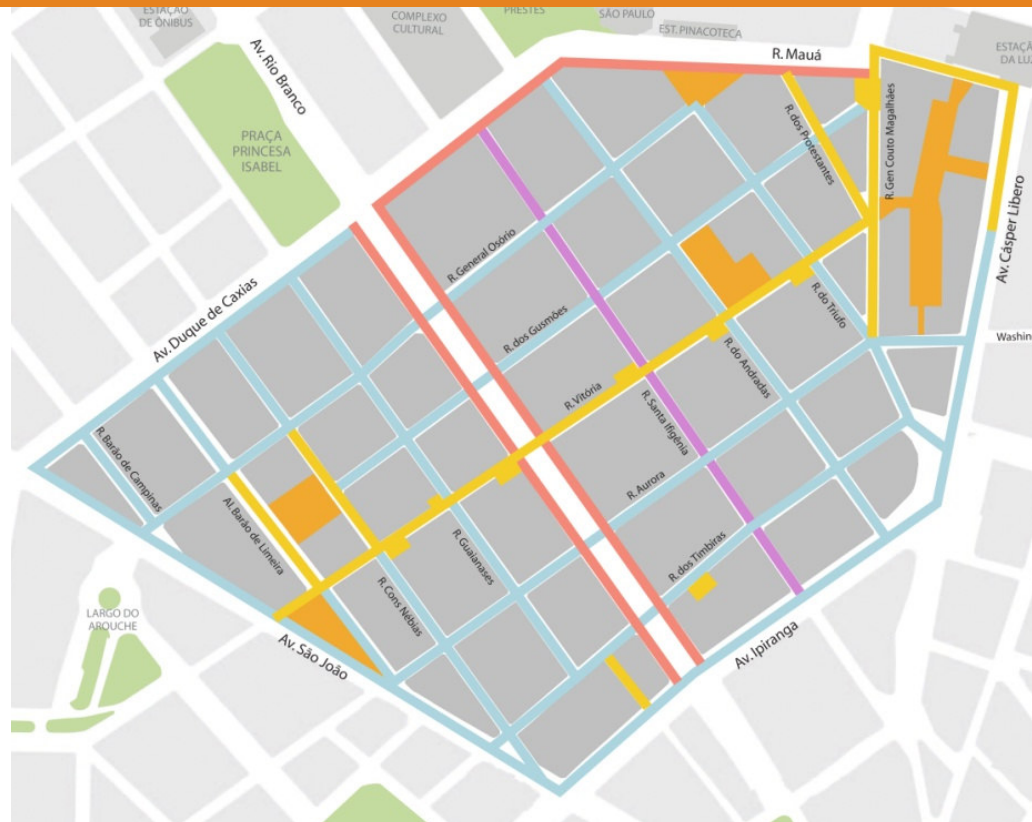 ESTAÇÃO
DE ÔNIBUS
COMPLEXO
CULTURAL
PRESTES
SÃO PAULO
EST. PINACOTECA
ESTAÇÃ
DA LUZ
Av. Rio Branco
R. Mauá
PRAÇA
PRINCESA
ISABEL
R. dos Protestantes
R. Gen Couto Magalhães
Av. Cásper Libero
R. General Osório
Av. Duque de Caxias
R. dos Gusmões
R. do Triufo
Washin
R. do Andradas
R. Vitória
R. Santa Ifigênia
R. Barão de Campinas
Al. Barão de Limeira
R. Aurora
R. Guaianases
R. dos Timbiras
R. Cons Nébias
LARGO DO
AROUCHE
Av. São João
Av. Ipiranga